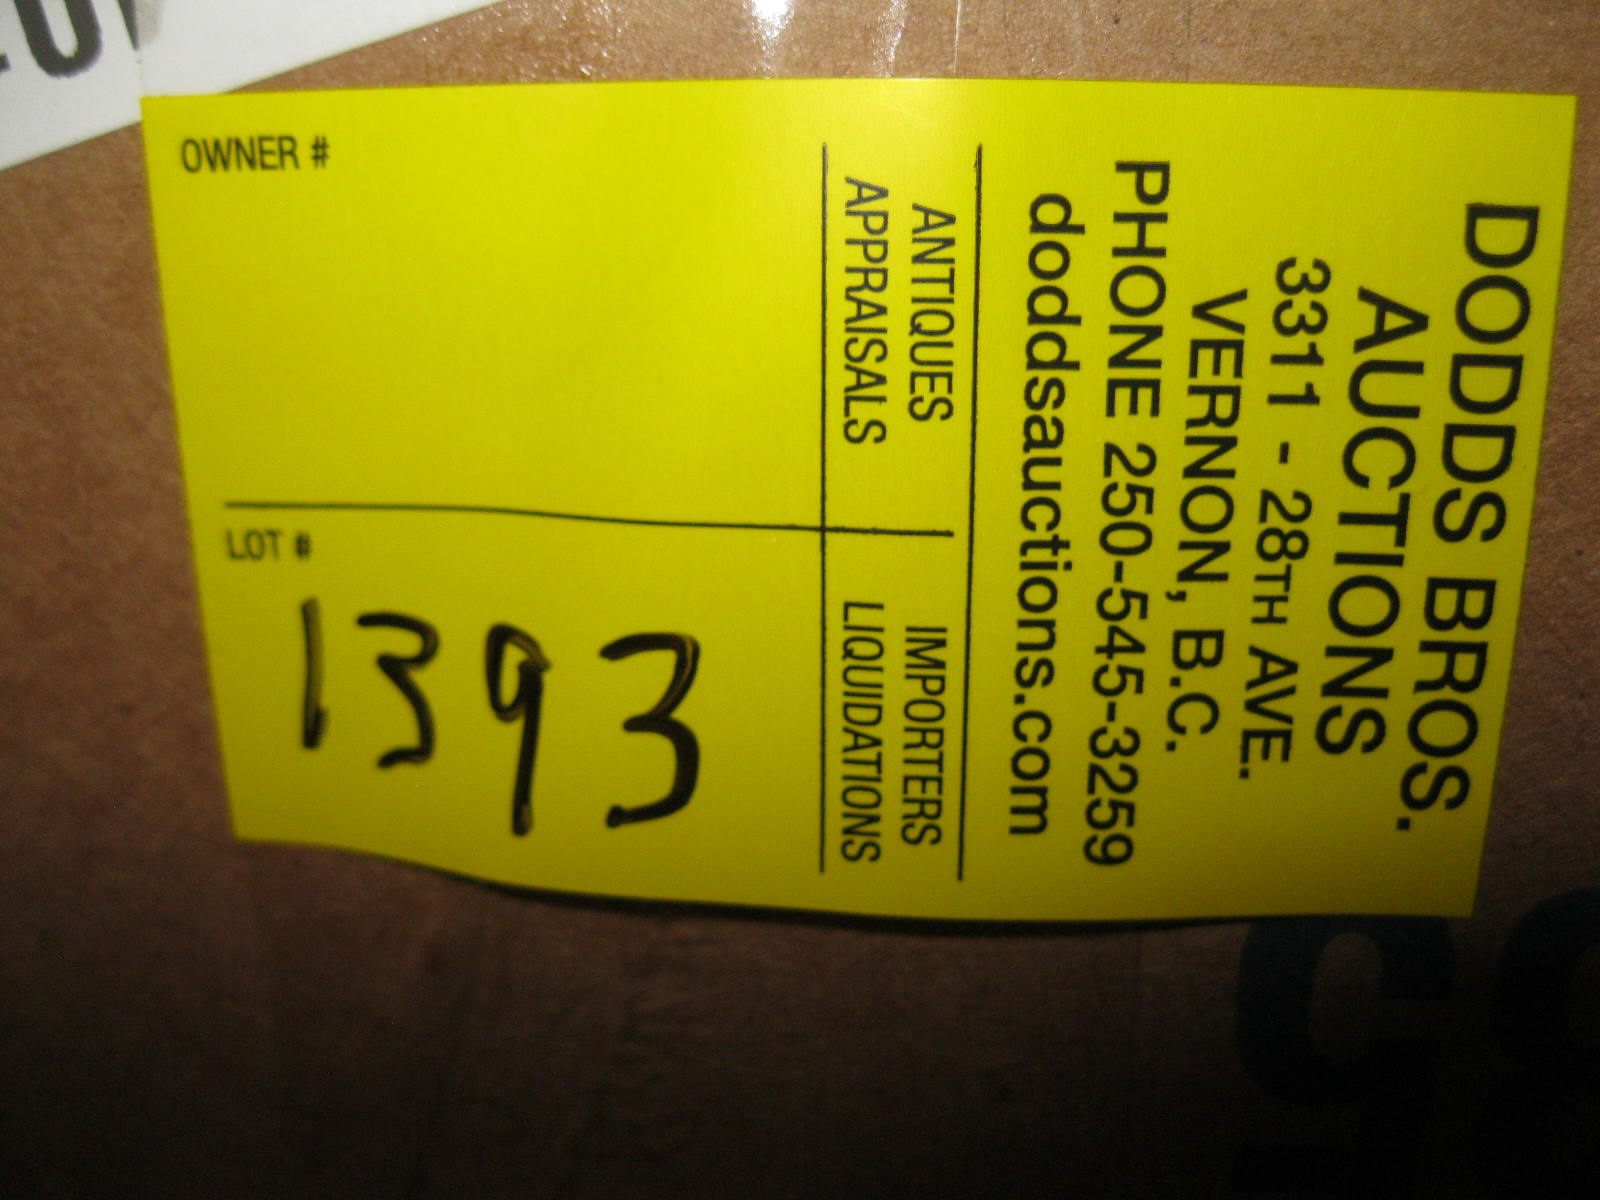 DODDS BROS.
AUCTIONS
3311 - 28TH AVE.
VERNON, B.C.
PHONE 250-545-3259
doddsauctions.com
ANTIQUES
APPRAISALS
IMPORTERS
LIQUIDATIONS
OWNER #
LOT #
1393